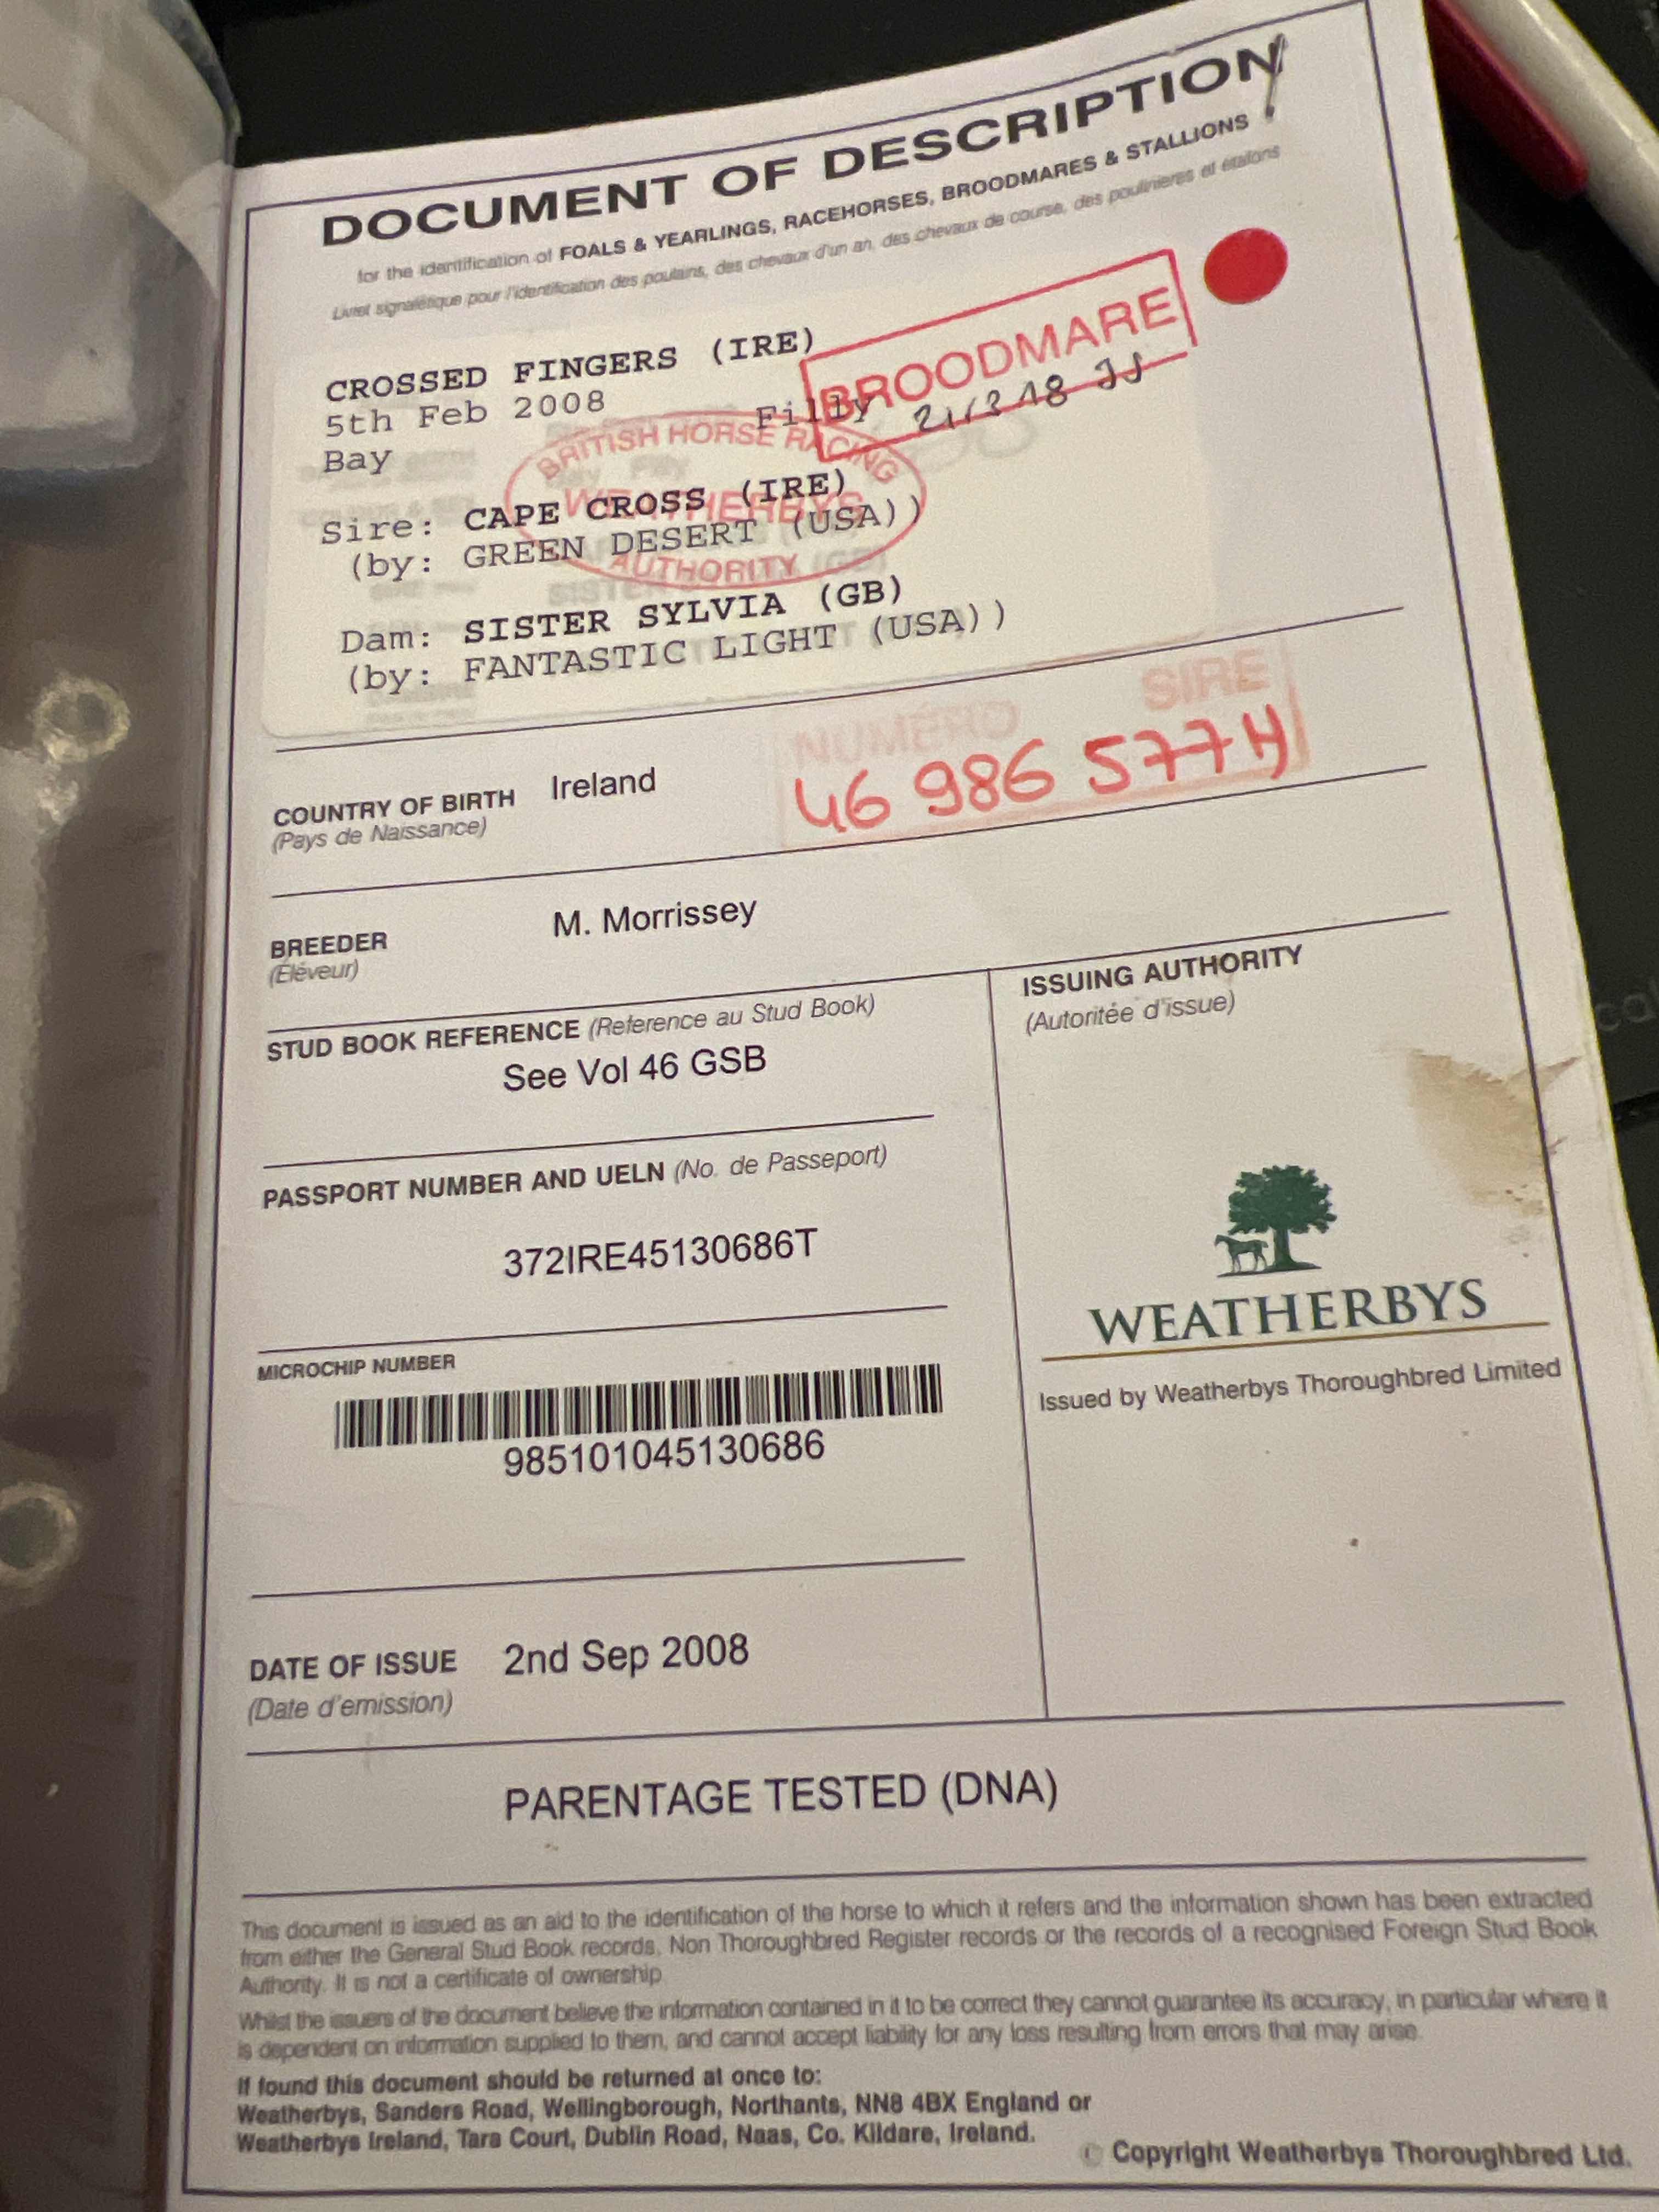 DOCUMENT OF DESCRIPTION
for the identification of FOALS & YEARLINGS, RACEHORSES, BROODMARES & STALLIONS
Livret signalétique pour l'identification des poulains, des chevaux d'un an, des chevaux de course, des poulinieres et etalons
CROSSED FINGERS (IRE)
BROODMARE
5th Feb 2008 Filly
Bay
BRITISH HORSE RACING
WEATHERBYS
AUTHORITY
Sire: CAPE CROSS (IRE)
(by: GREEN DESERT (USA))
Dam: SISTER SYLVIA (GB)
(by: FANTASTIC LIGHT (USA))
NUMÉRO SIRE
46 986 577 H
COUNTRY OF BIRTH Ireland
(Pays de Naissance)
BREEDER M. Morrissey
(Éléveur)
STUD BOOK REFERENCE (Reference au Stud Book)
See Vol 46 GSB
PASSPORT NUMBER AND UELN (No. de Passeport)
372IRE45130686T
MICROCHIP NUMBER
985101045130686
DATE OF ISSUE 2nd Sep 2008
(Date d'emission)
ISSUING AUTHORITY
(Autoritée d'issue)
WEATHERBYS
Issued by Weatherbys Thoroughbred Limited
PARENTAGE TESTED (DNA)
This document is issued as an aid to the identification of the horse to which it refers and the information shown has been extracted
from either the General Stud Book records, Non Thoroughbred Register records or the records of a recognised Foreign Stud Book
Authority. It is not a certificate of ownership.
Whilst the issuers of the document believe the information contained in it to be correct they cannot guarantee its accuracy, in particular where it
is dependent on information supplied to them, and cannot accept liability for any loss resulting from errors that may arise.
If found this document should be returned at once to:
Weatherbys, Sanders Road, Wellingborough, Northants, NN8 4BX England or
Weatherbys Ireland, Tara Court, Dublin Road, Naas, Co. Kildare, Ireland.
© Copyright Weatherbys Thoroughbred Ltd.